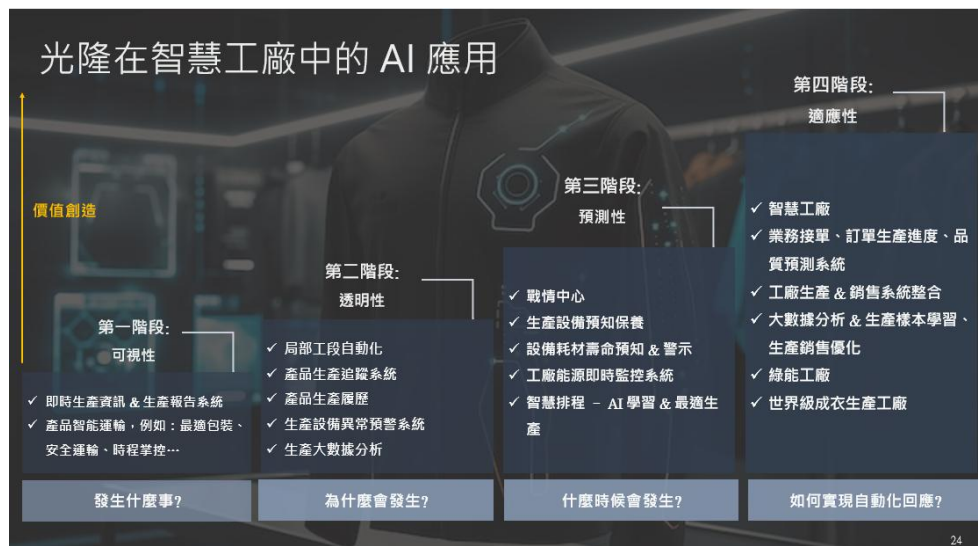 光隆在智慧工廠中的 AI 應用
價值創造
第一階段:
可視性
✓ 即時生產資訊 & 生產報告系統
✓ 產品智能運輸，例如：最適包裝、
安全運輸、時程掌控…
發生什麼事?
第二階段:
透明性
✓ 局部工段自動化
✓ 產品生產追蹤系統
✓ 產品生產履歷
✓ 生產設備異常預警系統
✓ 生產大數據分析
為什麼會發生?
第三階段:
預測性
✓ 戰情中心
✓ 生產設備預知保養
✓ 設備耗材壽命預知 & 警示
✓ 工廠能源即時監控系統
✓ 智慧排程 – AI 學習 & 最適生
產
什麼時候會發生?
第四階段:
適應性
✓ 智慧工廠
✓ 業務接單、訂單生產進度、品
質預測系統
✓ 工廠生產 & 銷售系統整合
✓ 大數據分析 & 生產樣本學習、
生產銷售優化
✓ 綠能工廠
✓ 世界級成衣生產工廠
如何實現自動化回應?
24